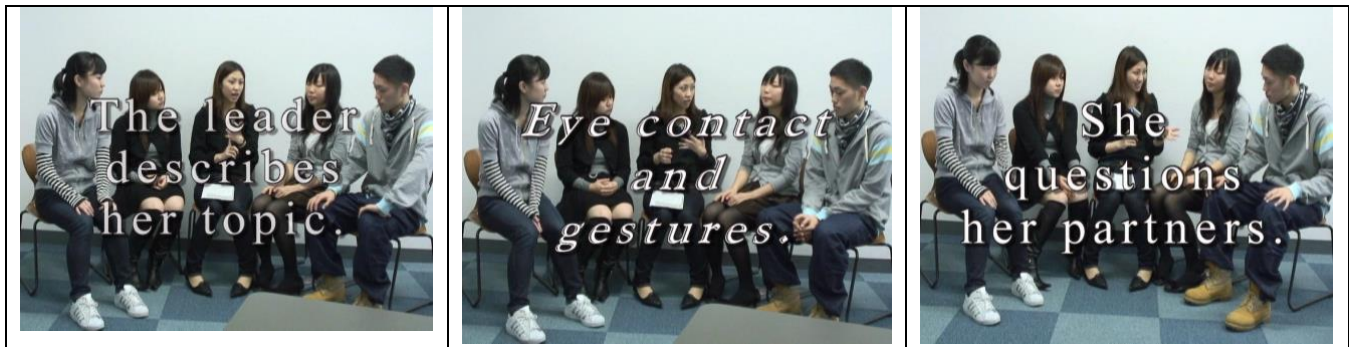 The leader
describes
her topic.
Eye contact
and
gestures.
She
questions
her partners.